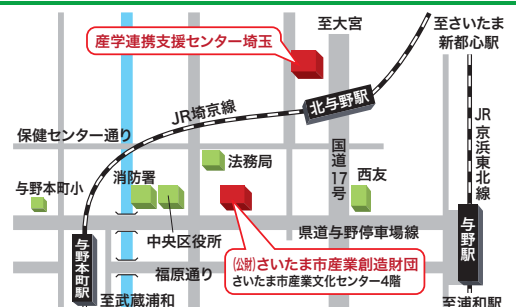 至大宮
至さいたま
新都心駅
産学連携支援センター埼玉
北与野駅
JR埼京線
保健センター通り
国道17号
JR京浜東北線
法務局
与野本町小
消防署
西友
中央区役所
県道与野停車場線
与野本町駅
与野駅
(公財)さいたま市産業創造財団
さいたま市産業文化センター4階
福原通り
至武蔵浦和
至浦和駅